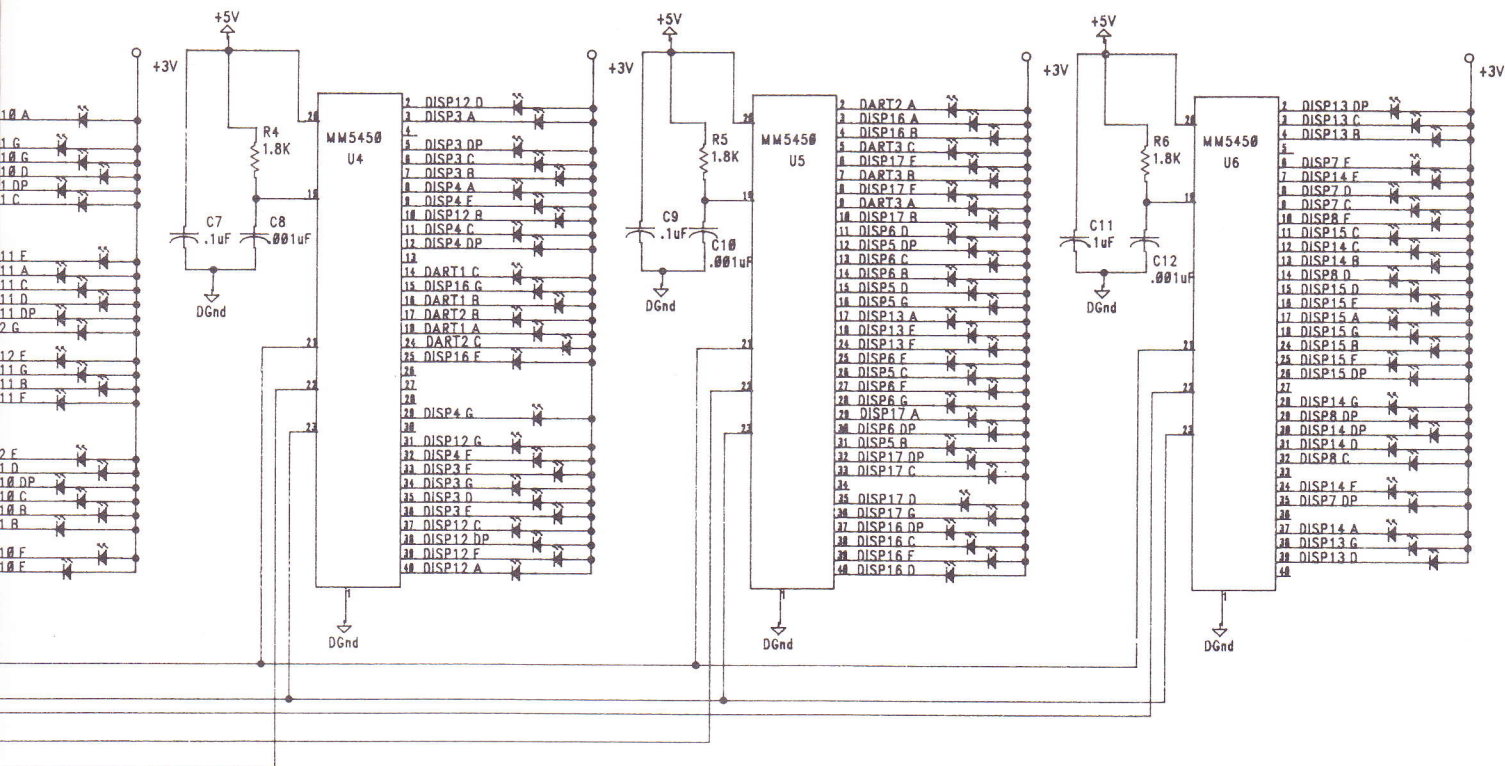 10 A
1 G
10 G
10 D
1 DP
1 C
11 E
11 A
11 C
11 D
11 DP
2 G
12 E
11 G
11 B
11 F
2 F
1 D
10 DP
10 C
10 B
1 B
10 F
10 E
+3V
+5V
R4
1.8K
C7
.1uF
C8
.001uF
DGnd
20
19
21
22
23
MM5450
U4
1
DGnd
2 DISP12 D
3 DISP3 A
4
5 DISP3 DP
6 DISP3 C
7 DISP3 B
8 DISP4 A
9 DISP4 E
10 DISP12 B
11 DISP4 C
12 DISP4 DP
13
14 DART1 C
15 DISP16 G
16 DART1 B
17 DART2 B
18 DART1 A
24 DART2 C
25 DISP16 E
26
27
28
29 DISP4 G
30
31 DISP12 G
32 DISP4 F
33 DISP3 F
34 DISP3 G
35 DISP3 D
36 DISP3 E
37 DISP12 C
38 DISP12 DP
39 DISP12 F
40 DISP12 A
+3V
+5V
R5
1.8K
C9
.1uF
C10
.001uF
DGnd
20
19
21
22
23
MM5450
U5
1
DGnd
2 DART2 A
3 DISP16 A
4 DISP16 B
5 DART3 C
6 DISP17 F
7 DART3 B
8 DISP17 E
9 DART3 A
10 DISP17 B
11 DISP6 D
12 DISP5 DP
13 DISP6 C
14 DISP6 B
15 DISP5 D
16 DISP5 G
17 DISP13 A
18 DISP13 F
24 DISP13 E
25 DISP6 E
26 DISP5 C
27 DISP6 F
28 DISP6 G
29 DISP17 A
30 DISP6 DP
31 DISP5 B
32 DISP17 DP
33 DISP17 C
34
35 DISP17 D
36 DISP17 G
37 DISP16 DP
38 DISP16 C
39 DISP16 F
40 DISP16 D
+3V
+5V
R6
1.8K
C11
.1uF
C12
.001uF
DGnd
20
19
21
22
23
MM5450
U6
1
DGnd
2 DISP13 DP
3 DISP13 C
4 DISP13 B
5
6 DISP7 E
7 DISP14 E
8 DISP7 D
9 DISP7 C
10 DISP8 E
11 DISP15 C
12 DISP14 C
13 DISP14 B
14 DISP8 D
15 DISP15 D
16 DISP15 E
17 DISP15 A
18 DISP15 G
24 DISP15 B
25 DISP15 F
26 DISP15 DP
27
28 DISP14 G
29 DISP8 DP
30 DISP14 DP
31 DISP14 D
32 DISP8 C
33
34 DISP14 F
35 DISP7 DP
36
37 DISP14 A
38 DISP13 G
39 DISP13 D
40
+3V